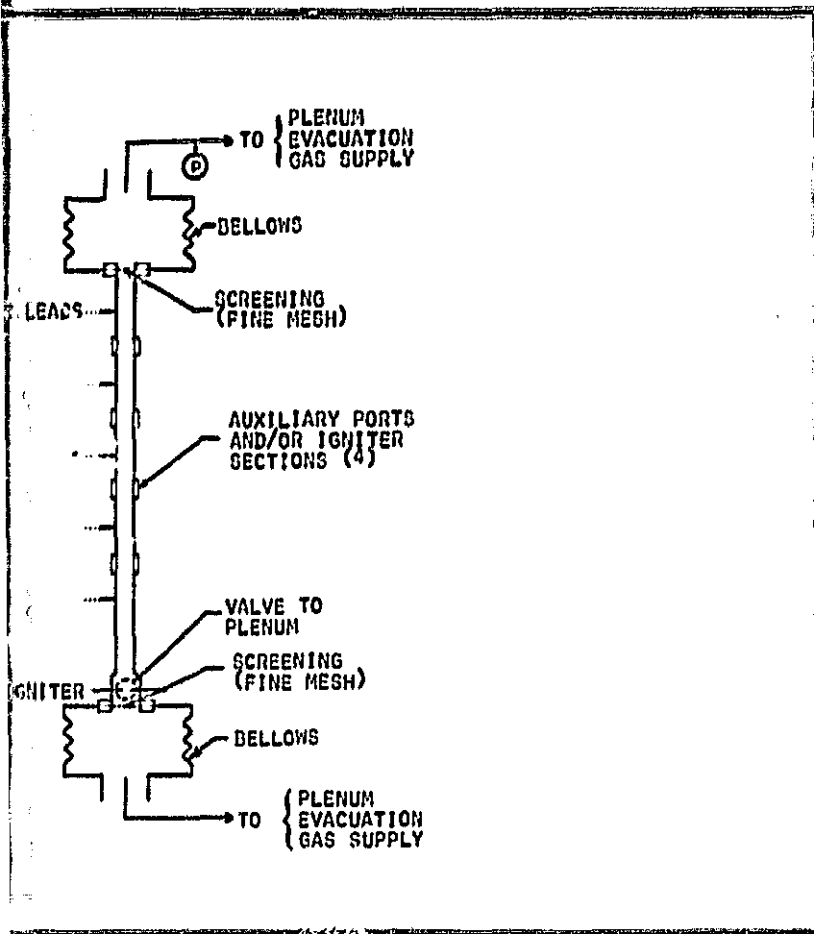 PLENUM
TO { EVACUATION
GAS SUPPLY
P
BELLOWS
SCREENING
(FINE MESH)
LEADS
AUXILIARY PORTS
AND/OR IGNITER
SECTIONS (4)
VALVE TO
PLENUM
SCREENING
(FINE MESH)
GNITER
BELLOWS
PLENUM
TO { EVACUATION
GAS SUPPLY